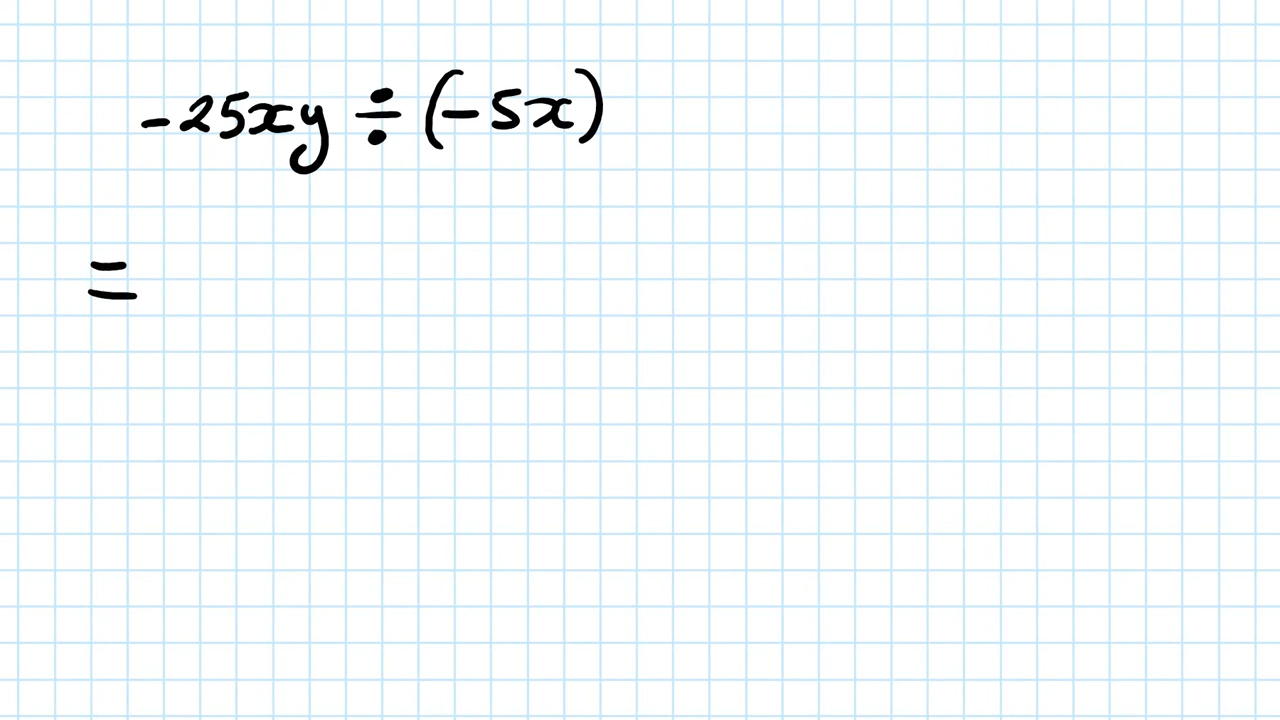 -25xy ÷ (-5x)
=